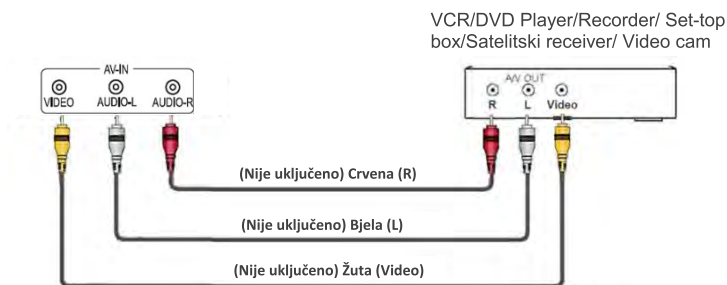 VCR/DVD Player/Recorder/ Set-top
box/Satelitski receiver/ Video cam
AV-IN
VIDEO AUDIO-L AUDIO-R
A/V OUT
R L Video
(Nije uključeno) Crvena (R)
(Nije uključeno) Bjela (L)
(Nije uključeno) Žuta (Video)